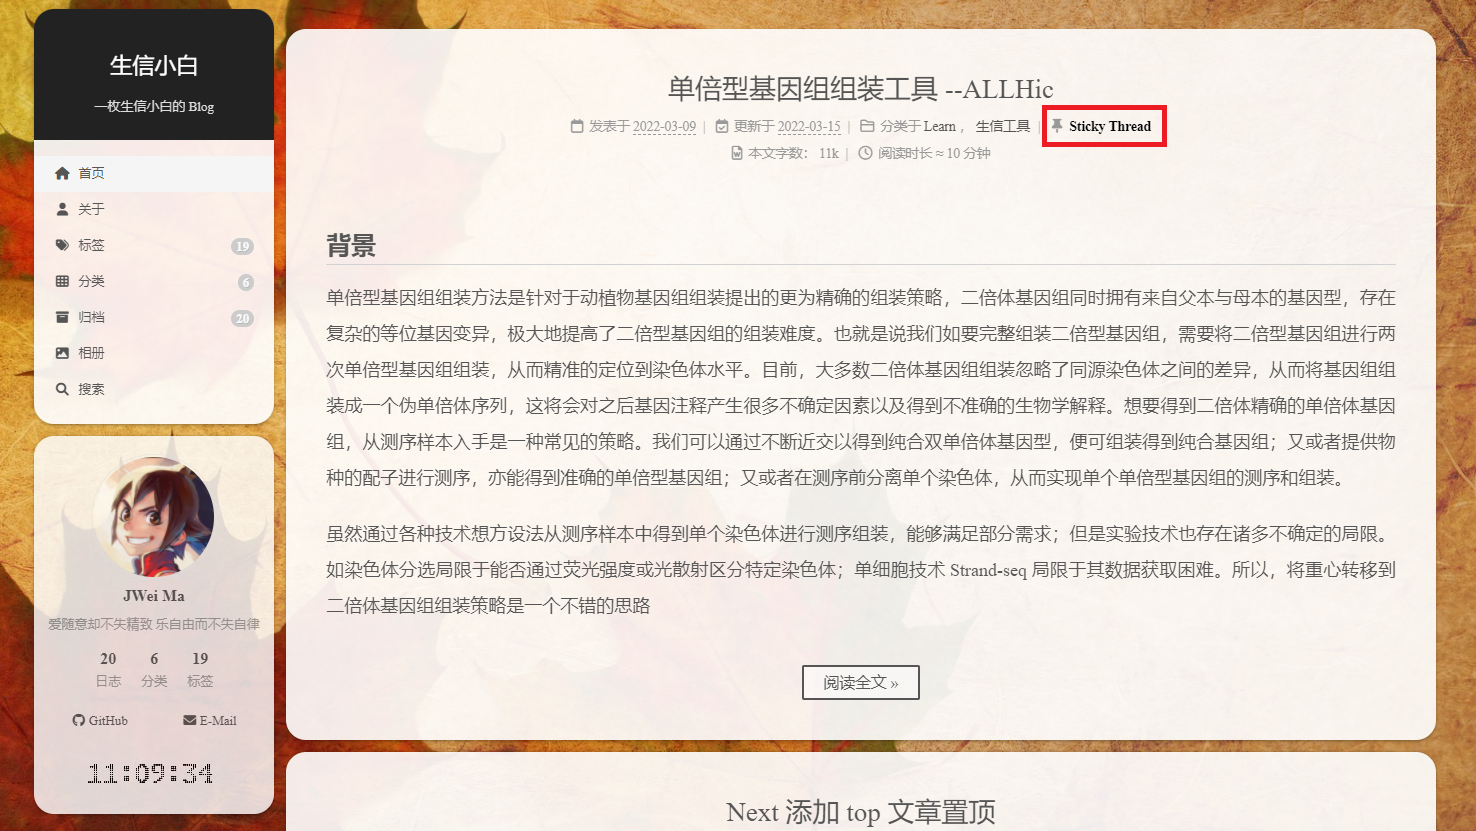 生信小白
一枚生信小白的 Blog
首页
关于
标签 19
分类 6
归档 20
相册
搜索
JWei Ma
爱随意却不失精致 乐自由而不失自律
20 6 19
日志 分类 标签
GitHub E-Mail
11:09:34
单倍型基因组组装工具 --ALLHic
发表于 2022-03-09 | 更新于 2022-03-15 | 分类于 Learn ， 生信工具 | Sticky Thread
本文字数： 11k | 阅读时长 ≈ 10 分钟
背景
单倍型基因组组装方法是针对于动植物基因组组装提出的更为精确的组装策略，二倍体基因组同时拥有来自父本与母本的基因型，存在
复杂的等位基因变异，极大地提高了二倍型基因组的组装难度。也就是说我们如要完整组装二倍型基因组，需要将二倍型基因组进行两
次单倍型基因组组装，从而精准的定位到染色体水平。目前，大多数二倍体基因组组装忽略了同源染色体之间的差异，从而将基因组组
装成一个伪单倍体序列，这将会对之后基因注释产生很多不确定因素以及得到不准确的生物学解释。想要得到二倍体精确的单倍体基因
组，从测序样本入手是一种常见的策略。我们可以通过不断近交以得到纯合双单倍体基因型，便可组装得到纯合基因组；又或者提供物
种的配子进行测序，亦能得到准确的单倍型基因组；又或者在测序前分离单个染色体，从而实现单个单倍型基因组的测序和组装。
虽然通过各种技术想方设法从测序样本中得到单个染色体进行测序组装，能够满足部分需求；但是实验技术也存在诸多不确定的局限。
如染色体分选局限于能否通过荧光强度或光散射区分特定染色体；单细胞技术 Strand-seq 局限于其数据获取困难。所以，将重心转移到
二倍体基因组组装策略是一个不错的思路
阅读全文 »
Next 添加 top 文章置顶